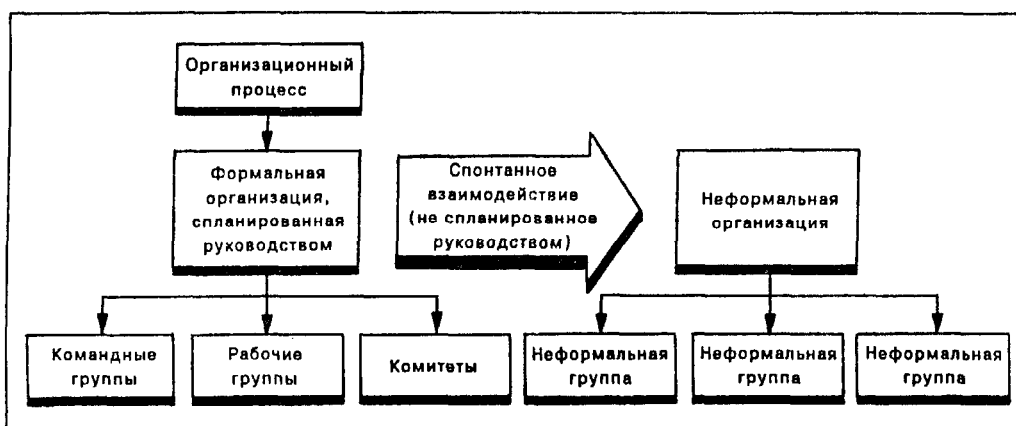 Организационный
процесс
Формальная
организация,
спланированная
руководством
Спонтанное
взаимодействие
(не спланированное
руководством)
Неформальная
организация
Командные
группы
Рабочие
группы
Комитеты
Неформальная
группа
Неформальная
группа
Неформальная
группа